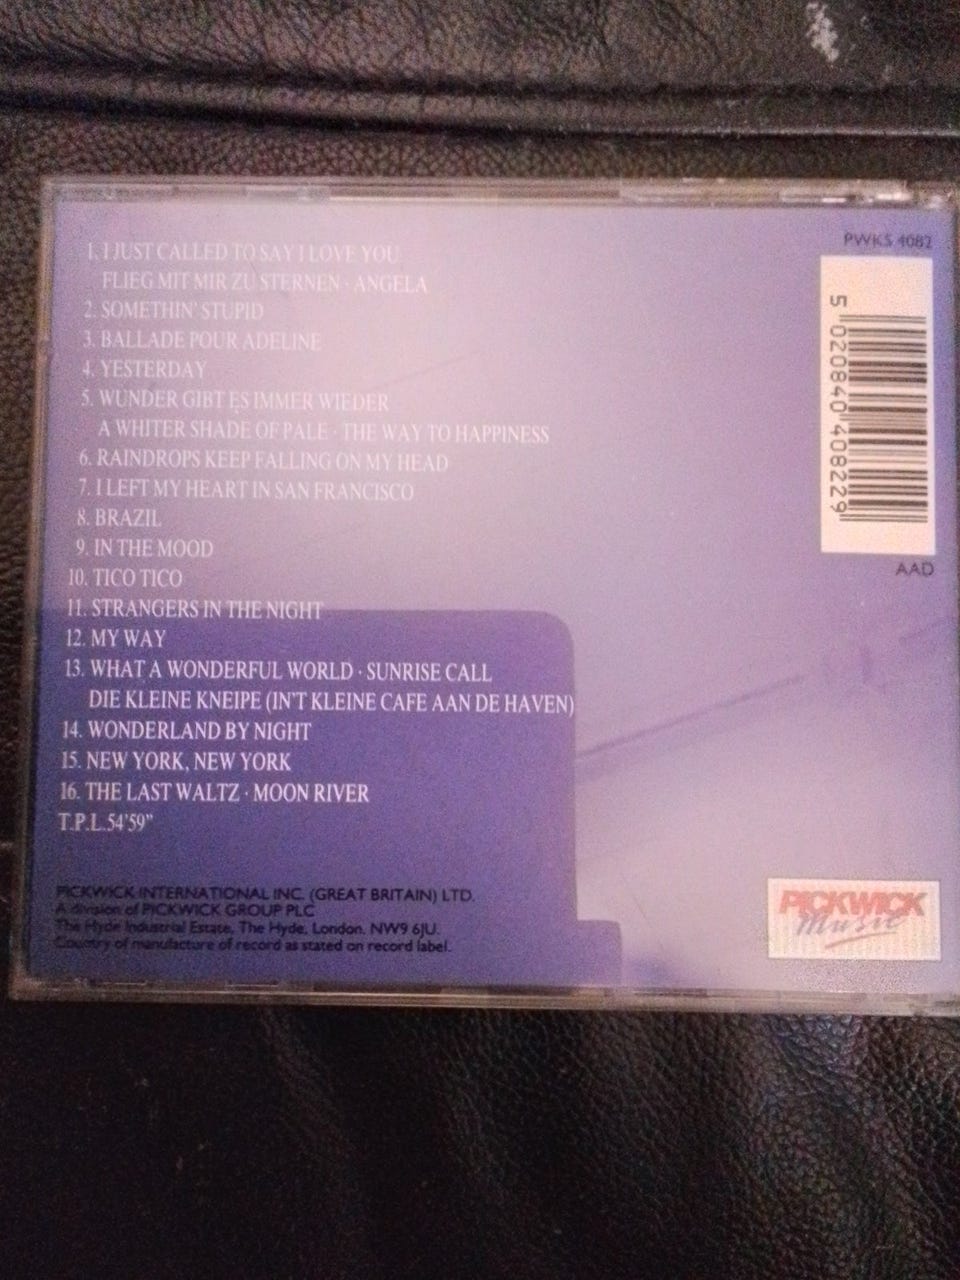 1. I JUST CALLED TO SAY I LOVE YOU
FLIEG MIT MIR ZU STERNEN · ANGELA
2. SOMETHIN' STUPID
3. BALLADE POUR ADELINE
4. YESTERDAY
5. WUNDER GIBT ES IMMER WIEDER
A WHITER SHADE OF PALE · THE WAY TO HAPPINESS
6. RAINDROPS KEEP FALLING ON MY HEAD
7. I LEFT MY HEART IN SAN FRANCISCO
8. BRAZIL
9. IN THE MOOD
10. TICO TICO
11. STRANGERS IN THE NIGHT
12. MY WAY
13. WHAT A WONDERFUL WORLD · SUNRISE CALL
DIE KLEINE KNEIPE (IN'T KLEINE CAFE AAN DE HAVEN)
14. WONDERLAND BY NIGHT
15. NEW YORK, NEW YORK
16. THE LAST WALTZ · MOON RIVER
T.P.L.54'59"
PICKWICK INTERNATIONAL INC. (GREAT BRITAIN) LTD.
A division of PICKWICK GROUP PLC
The Hyde Industrial Estate, The Hyde, London. NW9 6JU.
Country of manufacture of record as stated on record label.
PWKS 4082
5 020840 408229
AAD
PICKWICK
Music